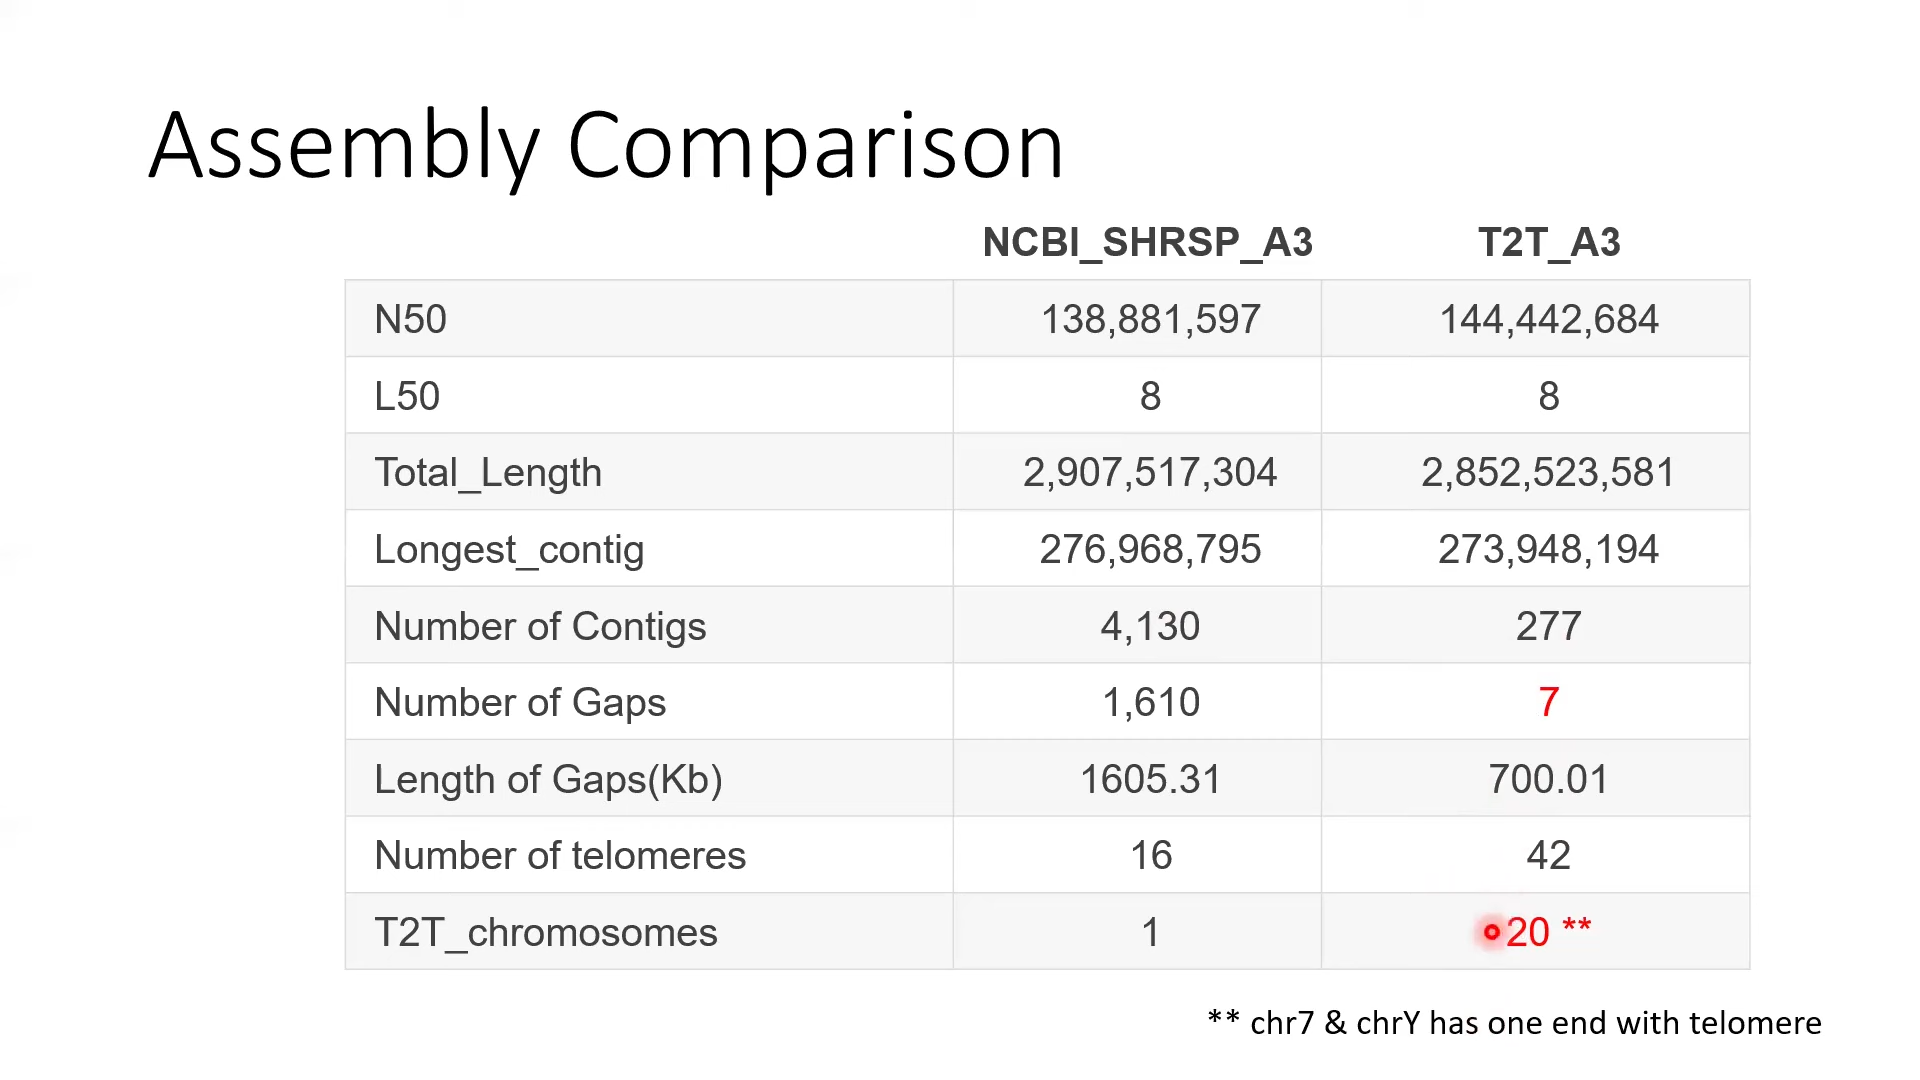 Assembly Comparison
NCBI_SHRSP_A3 T2T_A3
N50 138,881,597 144,442,684
L50 8 8
Total_Length 2,907,517,304 2,852,523,581
Longest_contig 276,968,795 273,948,194
Number of Contigs 4,130 277
Number of Gaps 1,610 7
Length of Gaps(Kb) 1605.31 700.01
Number of telomeres 16 42
T2T_chromosomes 1 20 **
** chr7 & chrY has one end with telomere